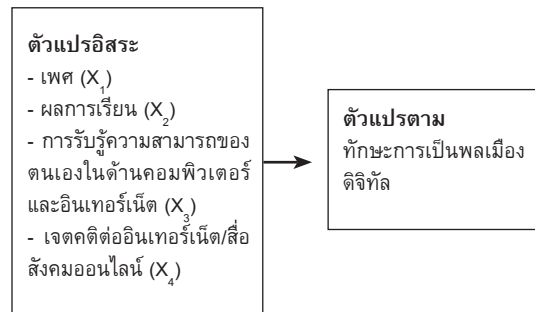 ตัวแปรอิสระ
- เพศ (X1)
- ผลการเรียน (X2)
- การรับรู้ความสามารถของ
ตนเองในด้านคอมพิวเตอร์
และอินเทอร์เน็ต (X3)
- เจตคติต่ออินเทอร์เน็ต/สื่อ
สังคมออนไลน์ (X4)
ตัวแปรตาม
ทักษะการเป็นพลเมือง
ดิจิทัล